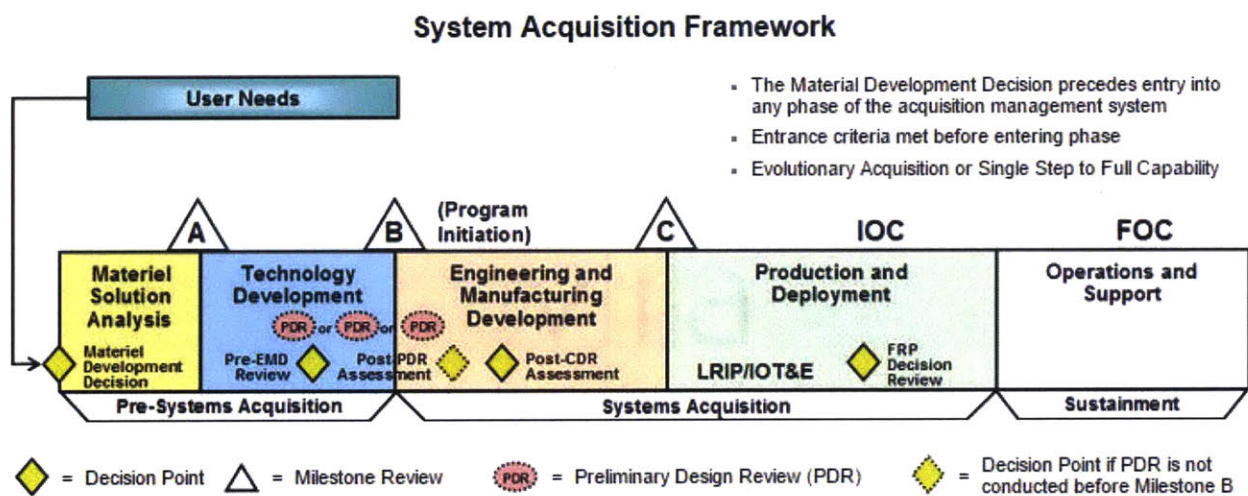 System Acquisition Framework
User Needs
▪ The Material Development Decision precedes entry into
any phase of the acquisition management system
▪ Entrance criteria met before entering phase
▪ Evolutionary Acquisition or Single Step to Full Capability
A
B
(Program
Initiation)
C
IOC
FOC
Materiel
Solution
Analysis
Technology
Development
Engineering and
Manufacturing
Development
Production and
Deployment
Operations and
Support
PDR or PDR or PDR
Materiel
Development
Decision
Pre-EMD
Review
Post-PDR
Assessment
Post-CDR
Assessment
LRIP/IOT&E
FRP
Decision
Review
Pre-Systems Acquisition
Systems Acquisition
Sustainment
= Decision Point
= Milestone Review
PDR = Preliminary Design Review (PDR)
= Decision Point if PDR is not
conducted before Milestone B